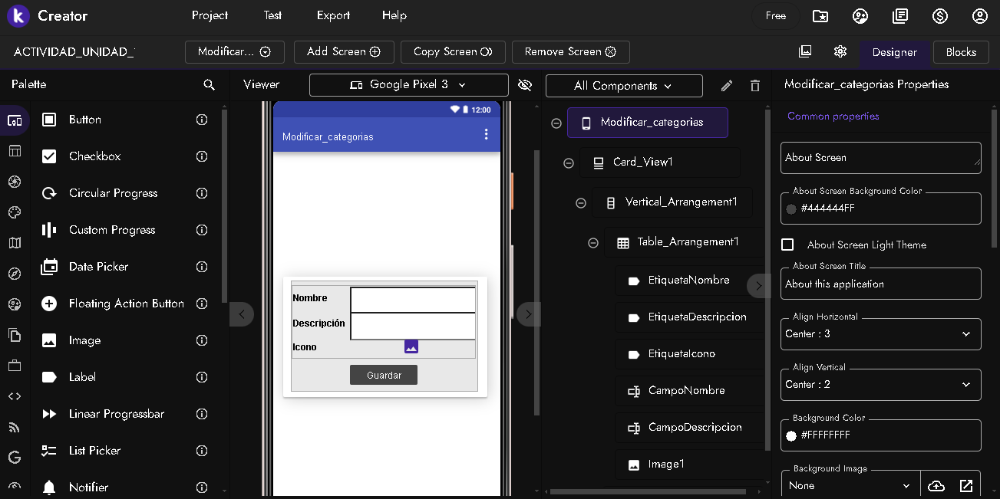 Creator
Project Test Export Help
Free
ACTIVIDAD_UNIDAD_
Modificar... Add Screen Copy Screen Remove Screen
Designer Blocks
Palette
Button
Checkbox
Circular Progress
Custom Progress
Date Picker
Floating Action Button
Image
Label
Linear Progressbar
List Picker
Notifier
Viewer
Google Pixel 3
12:00
Modificar_categorias
Nombre
Descripción
Icono
Guardar
All Components
Modificar_categorias
Card_View1
Vertical_Arrangement1
Table_Arrangement1
EtiquetaNombre
EtiquetaDescripcion
EtiquetaIcono
CampoNombre
CampoDescripcion
Image1
Modificar_categorias Properties
Common properties
About Screen
About Screen Background Color
#444444FF
About Screen Light Theme
About Screen Title
About this application
Align Horizontal
Center : 3
Align Vertical
Center : 2
Background Color
#FFFFFFFF
Background Image
None